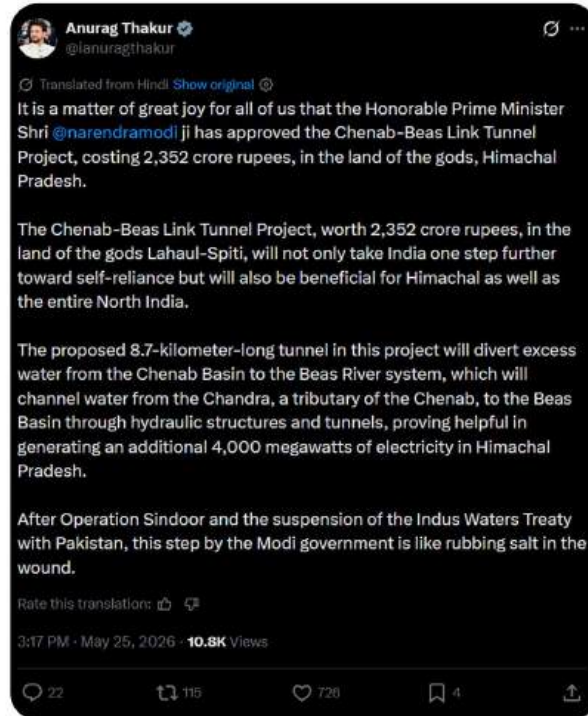 Anurag Thakur
@ianuragthakur
Translated from Hindi Show original
It is a matter of great joy for all of us that the Honorable Prime Minister
Shri @narendramodi ji has approved the Chenab-Beas Link Tunnel
Project, costing 2,352 crore rupees, in the land of the gods, Himachal
Pradesh.
The Chenab-Beas Link Tunnel Project, worth 2,352 crore rupees, in the
land of the gods Lahaul-Spiti, will not only take India one step further
toward self-reliance but will also be beneficial for Himachal as well as
the entire North India.
The proposed 8.7-kilometer-long tunnel in this project will divert excess
water from the Chenab Basin to the Beas River system, which will
channel water from the Chandra, a tributary of the Chenab, to the Beas
Basin through hydraulic structures and tunnels, proving helpful in
generating an additional 4,000 megawatts of electricity in Himachal
Pradesh.
After Operation Sindoor and the suspension of the Indus Waters Treaty
with Pakistan, this step by the Modi government is like rubbing salt in the
wound.
Rate this translation:
3:17 PM · May 25, 2026 · 10.8K Views
22 115 726 4